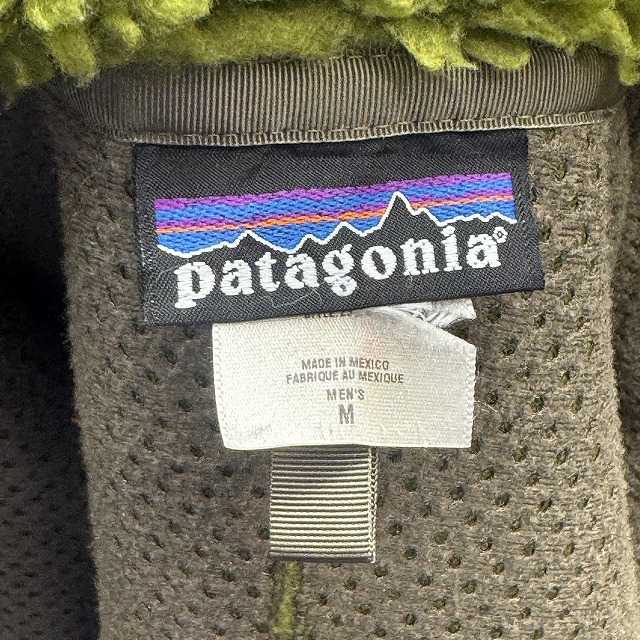 patagonia®
MADE IN MEXICO
FABRIQUE AU MEXIQUE
MEN'S
M